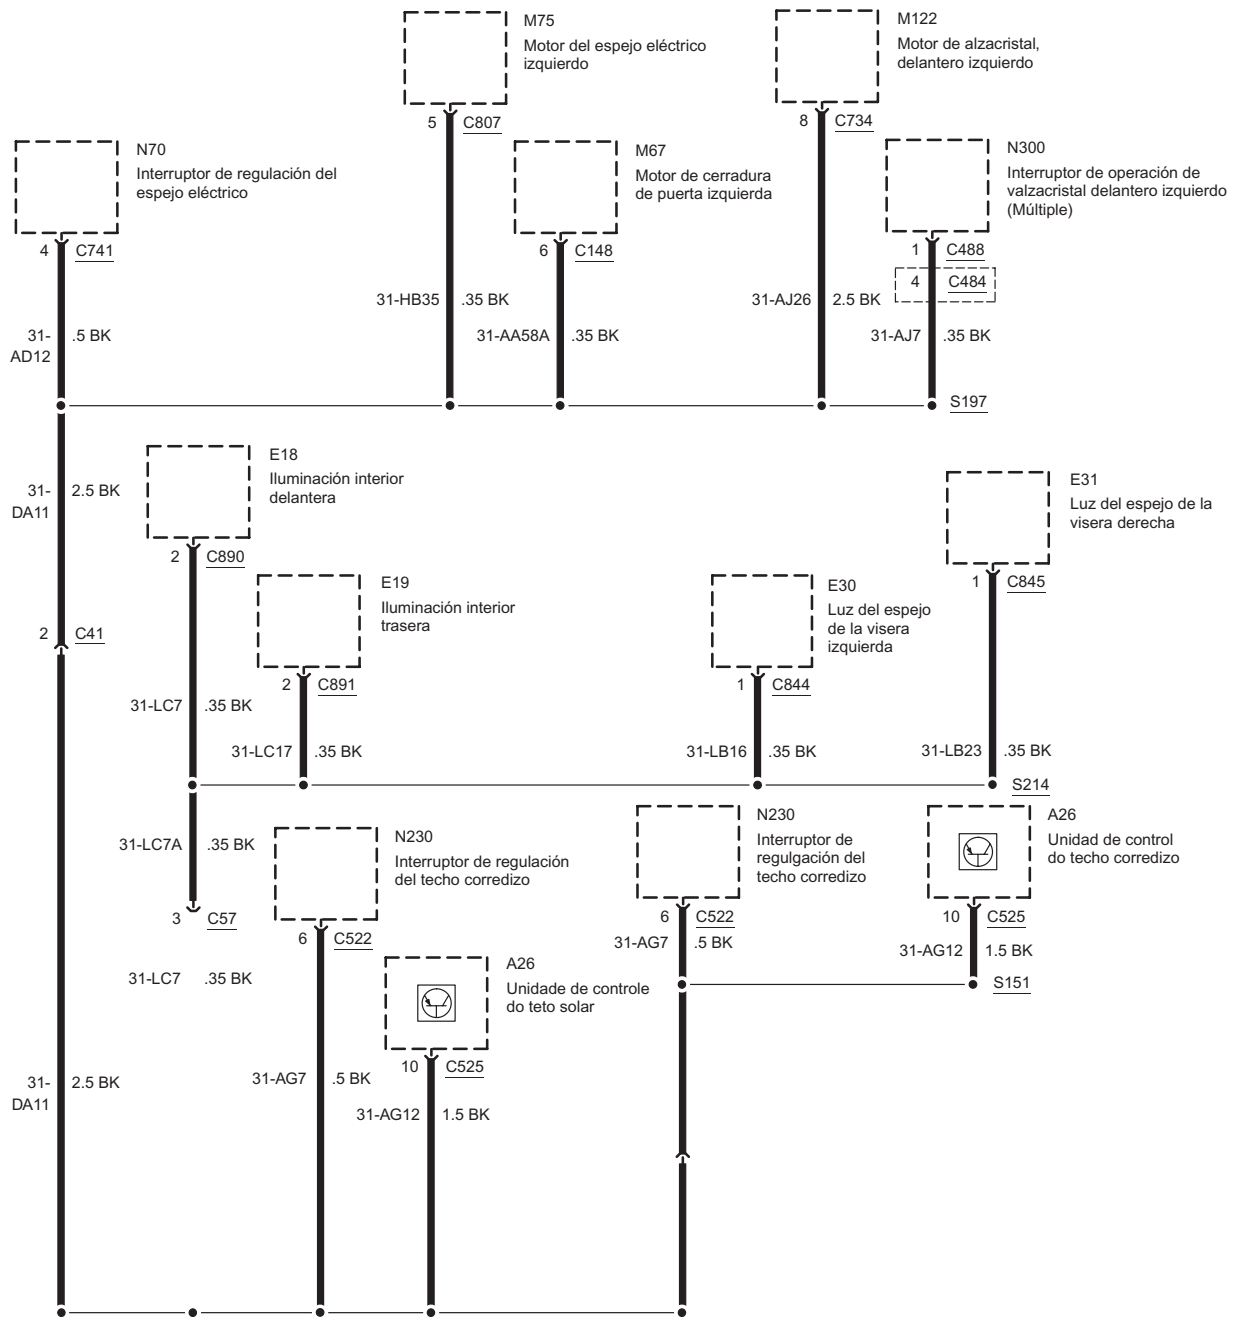 M75
Motor del espejo eléctrico
izquierdo
5 C807
M122
Motor de alzacristal,
delantero izquierdo
8 C734
N70
Interruptor de regulación del
espejo eléctrico
4 C741
M67
Motor de cerradura
de puerta izquierda
6 C148
N300
Interruptor de operación de
valzacristal delantero izquierdo
(Múltiple)
1 C488
4 C484
31-HB35 .35 BK
31-AJ26 2.5 BK
31-
AD12
.5 BK
31-AA58A .35 BK
31-AJ7 .35 BK
S197
E18
Iluminación interior
delantera
2 C890
E31
Luz del espejo de la
visera derecha
1 C845
31-
DA11
2.5 BK
E19
Iluminación interior
trasera
2 C891
E30
Luz del espejo
de la visera
izquierda
1 C844
2 C41
31-LC7 .35 BK
31-LC17 .35 BK
31-LB16 .35 BK
31-LB23 .35 BK
S214
31-LC7A .35 BK
N230
Interruptor de regulación
del techo corredizo
6 C522
N230
Interruptor de
regulgación del
techo corredizo
6 C522
A26
Unidad de control
do techo corredizo
10 C525
3 C57
31-AG7 .5 BK
31-AG12 1.5 BK
31-LC7 .35 BK
A26
Unidade de controle
do teto solar
10 C525
S151
31-
DA11
2.5 BK
31-AG7 .5 BK
31-AG12 1.5 BK